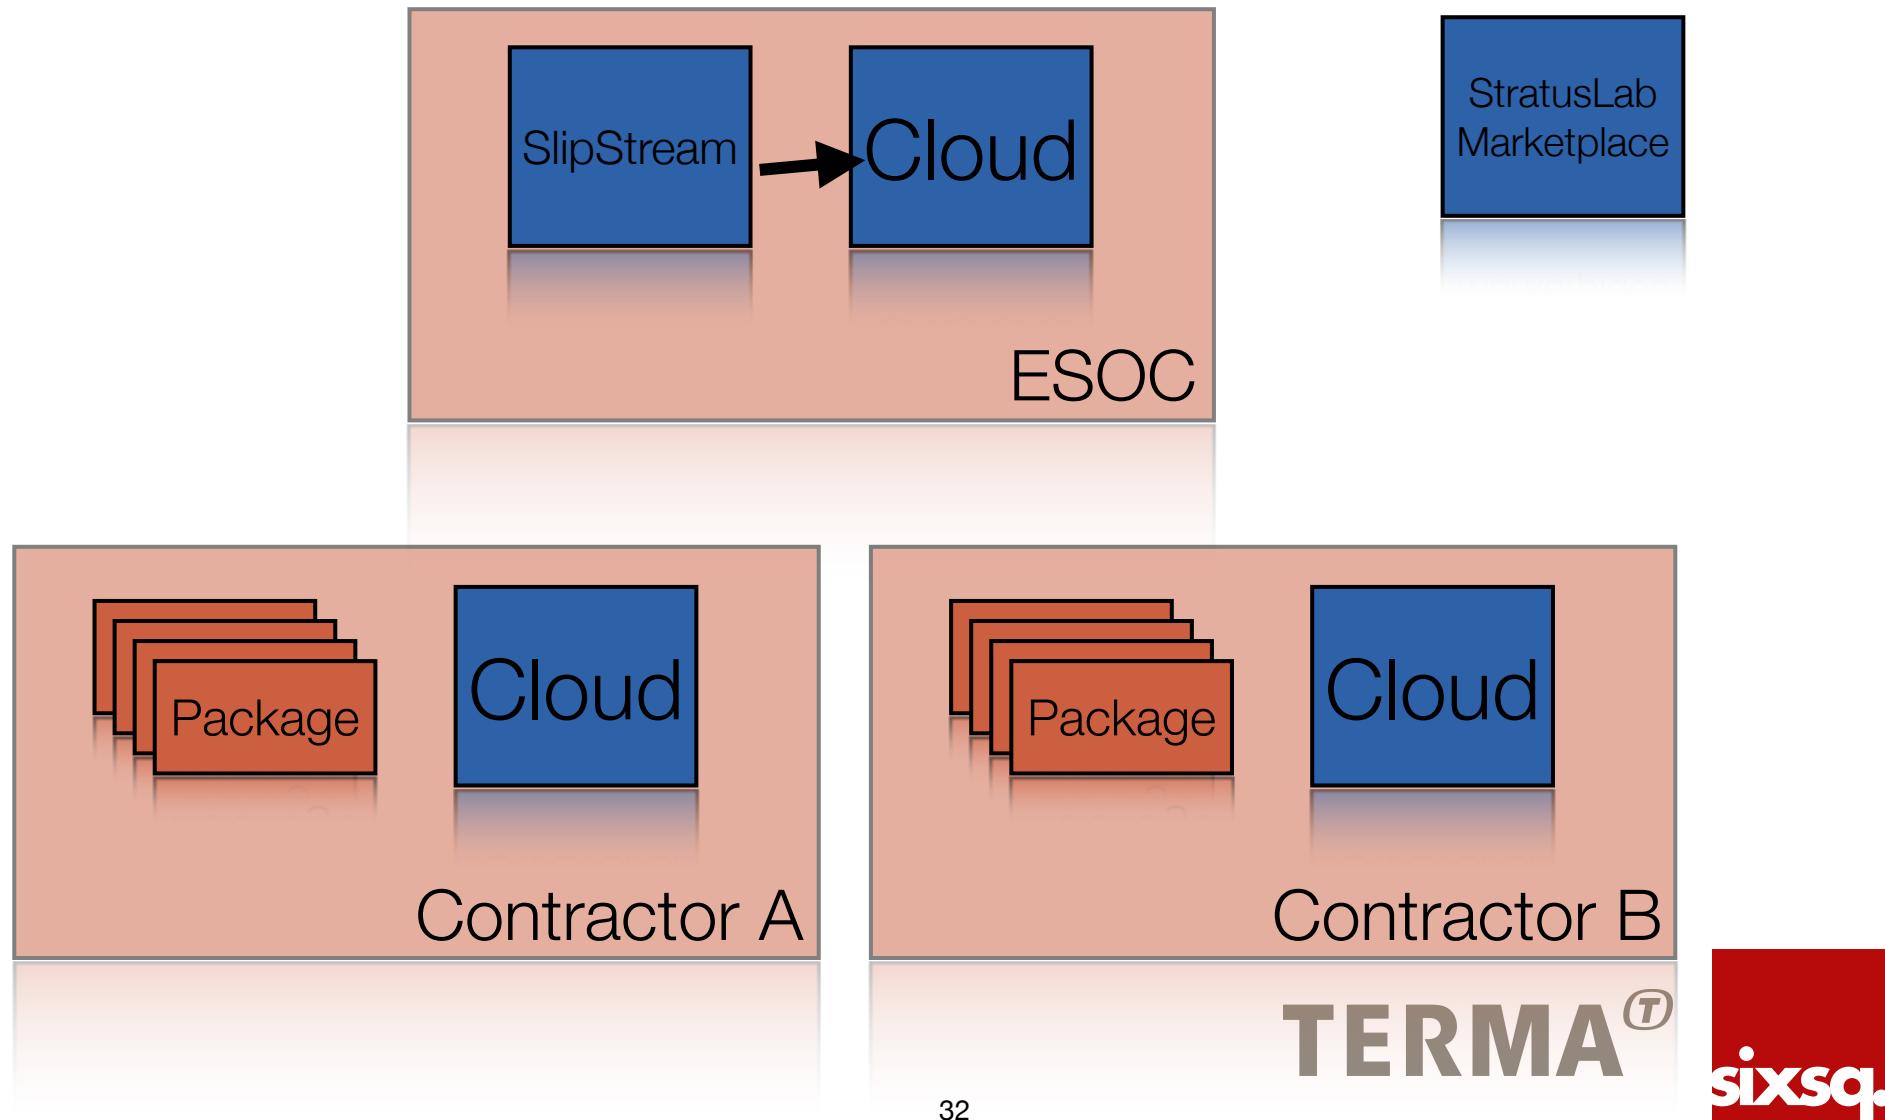 SlipStream
Cloud
StratusLab
Marketplace
ESOC
Package
Cloud
Contractor A
Package
Cloud
Contractor B
TERMA
T
32
sixsq.